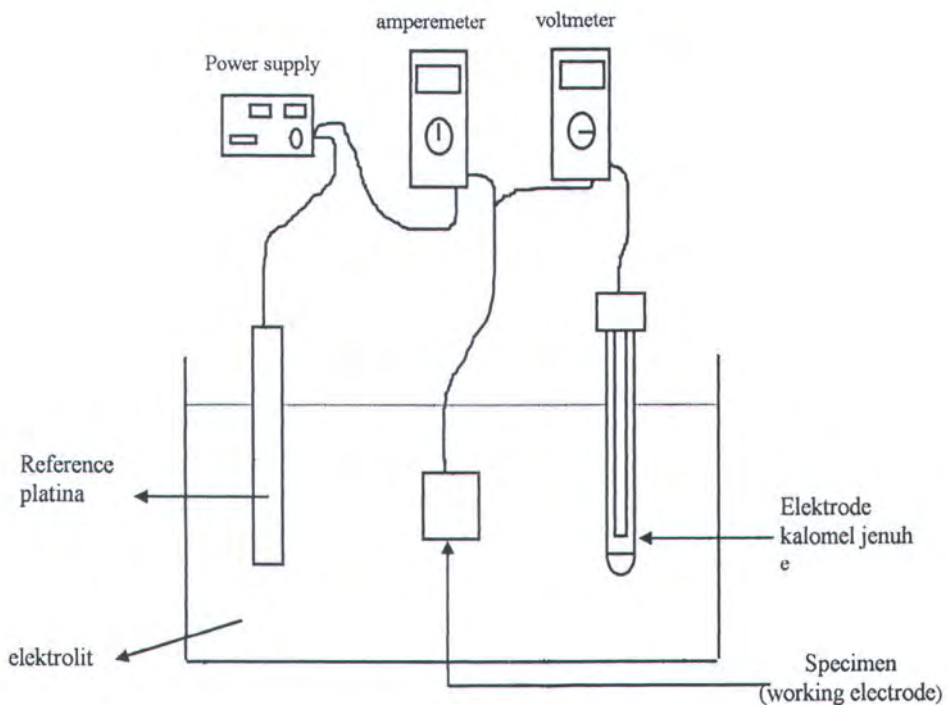 amperemeter
voltmeter
Power supply
Reference
platina
Elektrode
kalomel jenuh
e
elektrolit
Specimen
(working electrode)